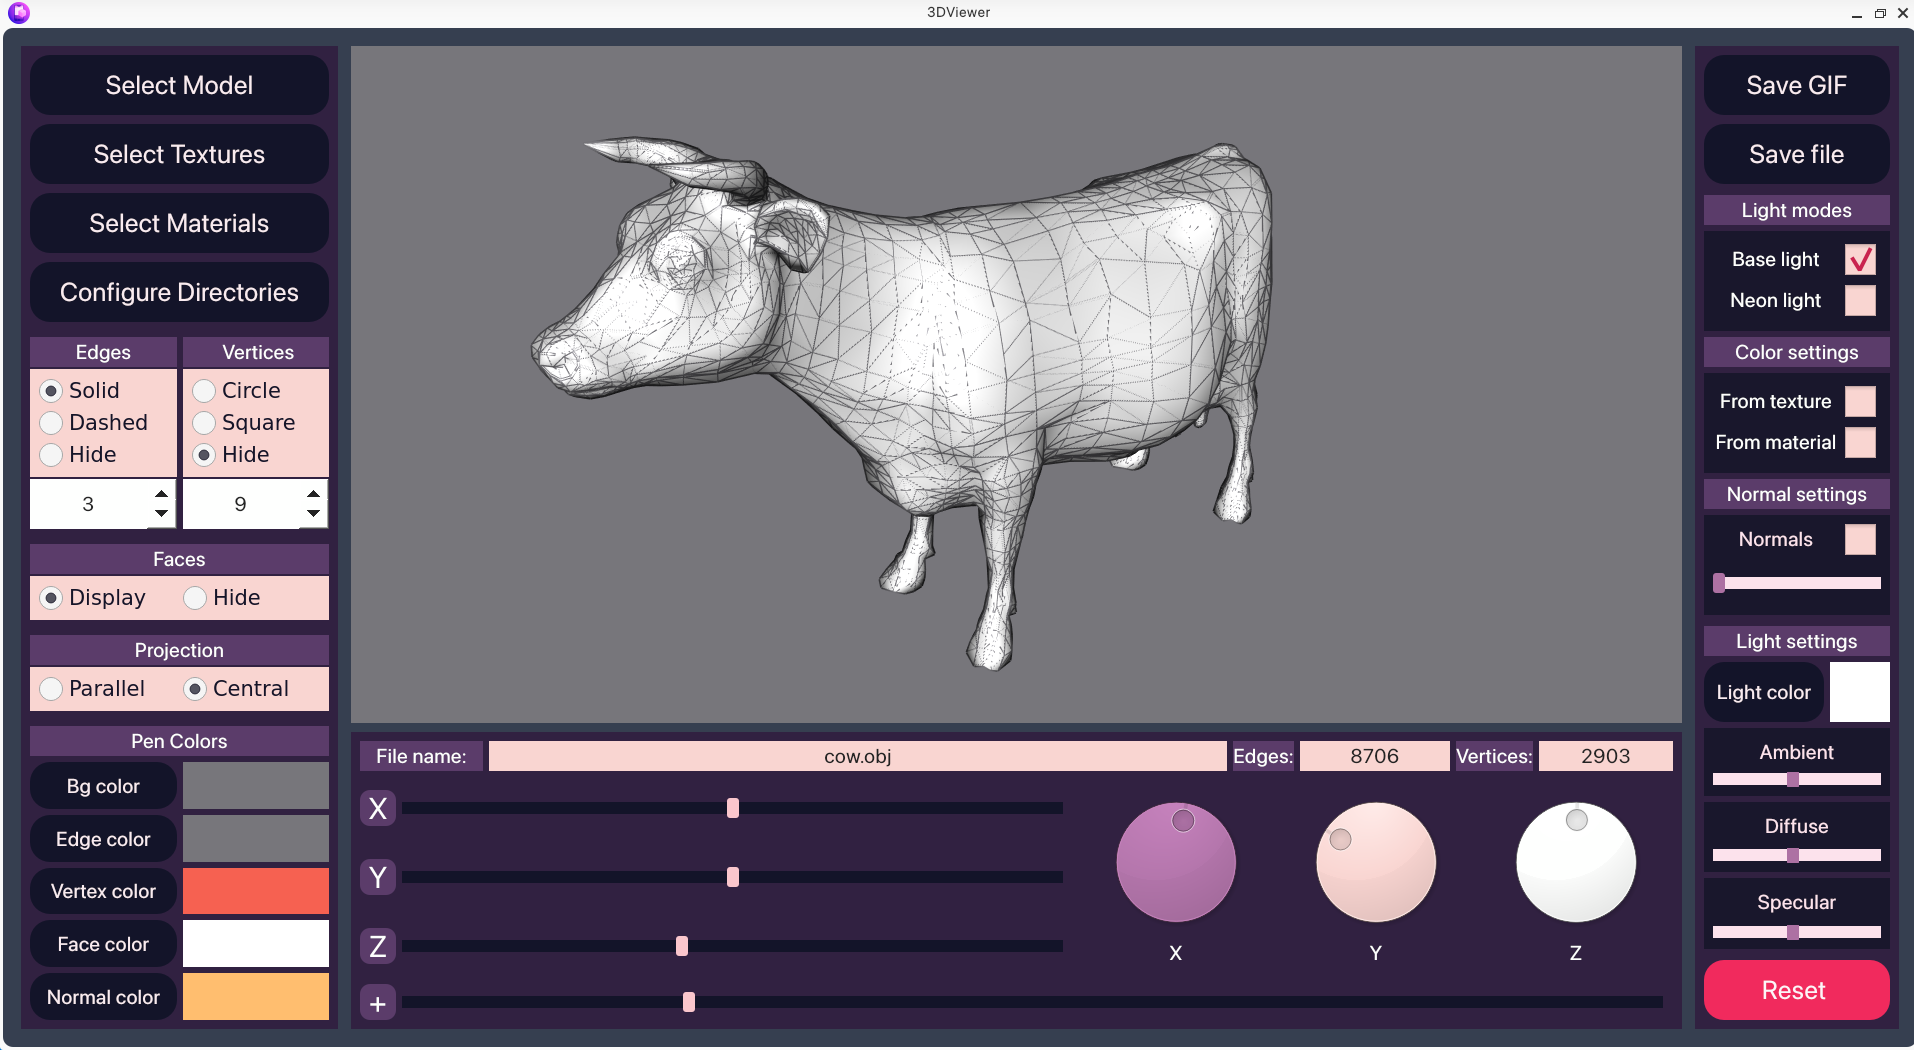 3DViewer
Select Model
Select Textures
Select Materials
Configure Directories
Edges
Vertices
Solid
Circle
Dashed
Square
Hide
Hide
3
9
Faces
Display
Hide
Projection
Parallel
Central
Pen Colors
Bg color
Edge color
Vertex color
Face color
Normal color
File name:
cow.obj
Edges:
8706
Vertices:
2903
X
Y
Z
+
X
Y
Z
Save GIF
Save file
Light modes
Base light
Neon light
Color settings
From texture
From material
Normal settings
Normals
Light settings
Light color
Ambient
Diffuse
Specular
Reset